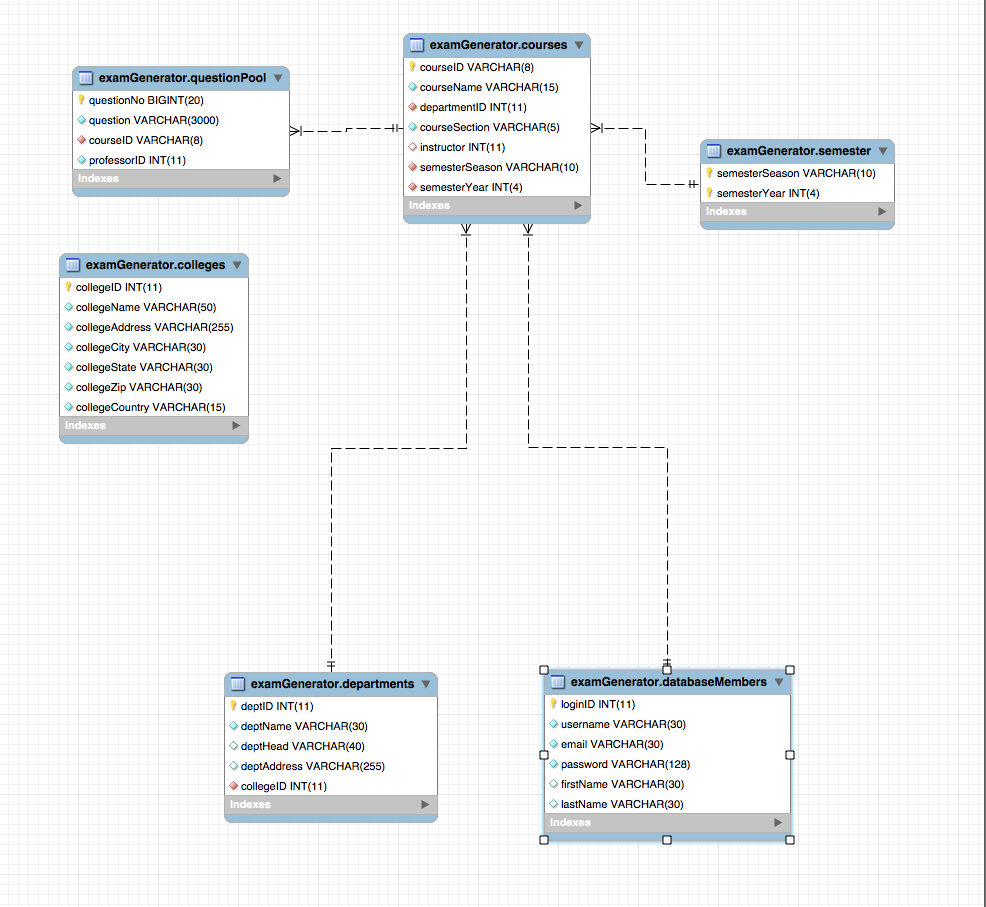 examGenerator.courses
courseID VARCHAR(8)
courseName VARCHAR(15)
departmentID INT(11)
courseSection VARCHAR(5)
instructor INT(11)
semesterSeason VARCHAR(10)
semesterYear INT(4)
Indexes
examGenerator.questionPool
questionNo BIGINT(20)
question VARCHAR(3000)
courseID VARCHAR(8)
professorID INT(11)
Indexes
examGenerator.semester
semesterSeason VARCHAR(10)
semesterYear INT(4)
Indexes
examGenerator.colleges
collegeID INT(11)
collegeName VARCHAR(50)
collegeAddress VARCHAR(255)
collegeCity VARCHAR(30)
collegeState VARCHAR(30)
collegeZip VARCHAR(30)
collegeCountry VARCHAR(15)
Indexes
examGenerator.departments
deptID INT(11)
deptName VARCHAR(30)
deptHead VARCHAR(40)
deptAddress VARCHAR(255)
collegeID INT(11)
Indexes
examGenerator.databaseMembers
loginID INT(11)
username VARCHAR(30)
email VARCHAR(30)
password VARCHAR(128)
firstName VARCHAR(30)
lastName VARCHAR(30)
Indexes